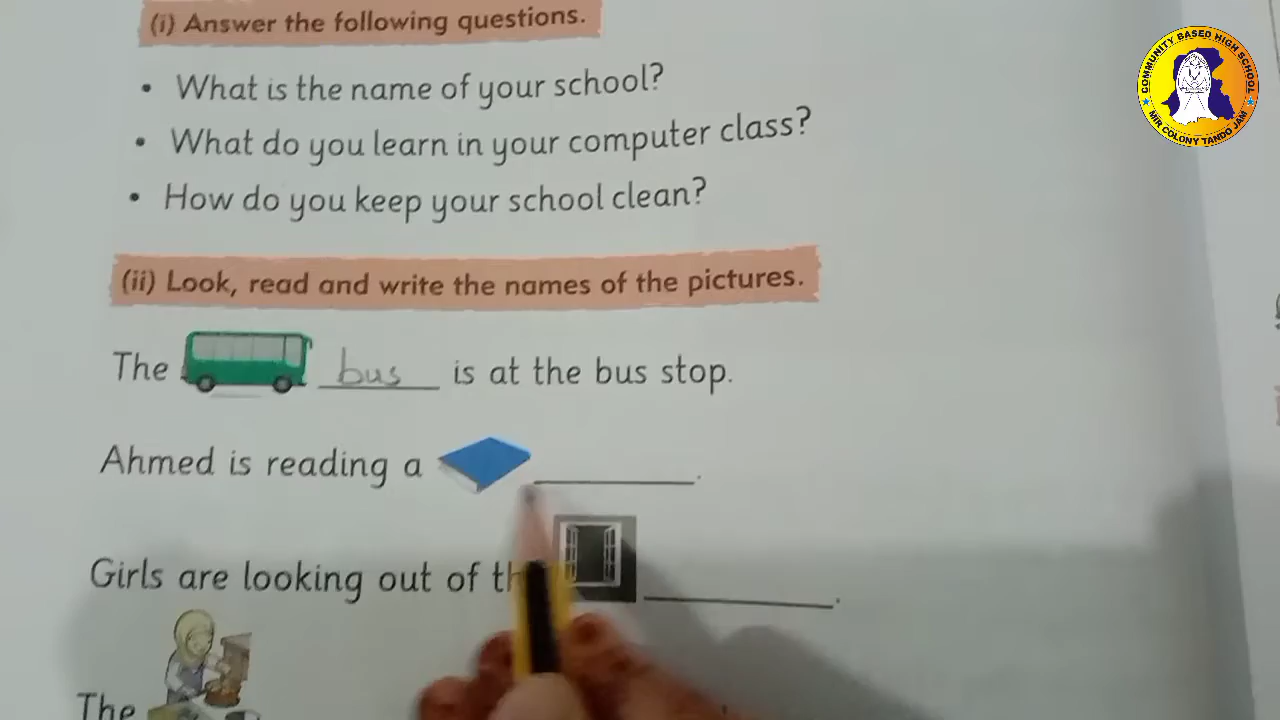 (i) Answer the following questions.
• What is the name of your school?
• What do you learn in your computer class?
• How do you keep your school clean?
(ii) Look, read and write the names of the pictures.
The bus is at the bus stop.
Ahmed is reading a ________.
Girls are looking out of ________.
The
COMMUNITY BASED HIGH SCHOOL
MIR COLONY TANDO JAM